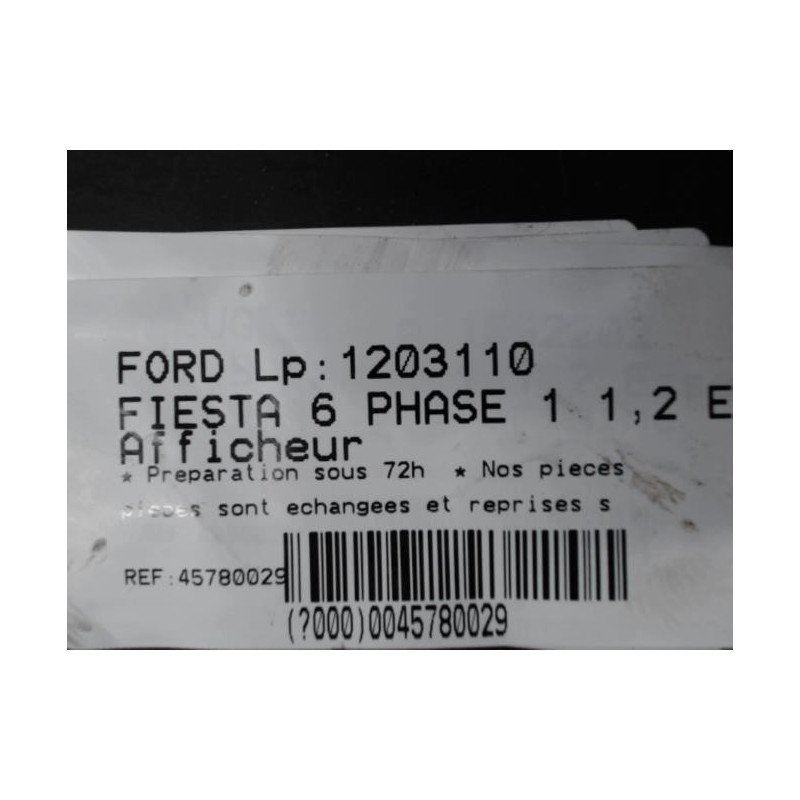 FORD Lp:1203110
FIESTA 6 PHASE 1 1,2 E
Afficheur
* Preparation sous 72h * Nos pieces
pieces sont echangees et reprises s
REF:45780029
(?000)0045780029